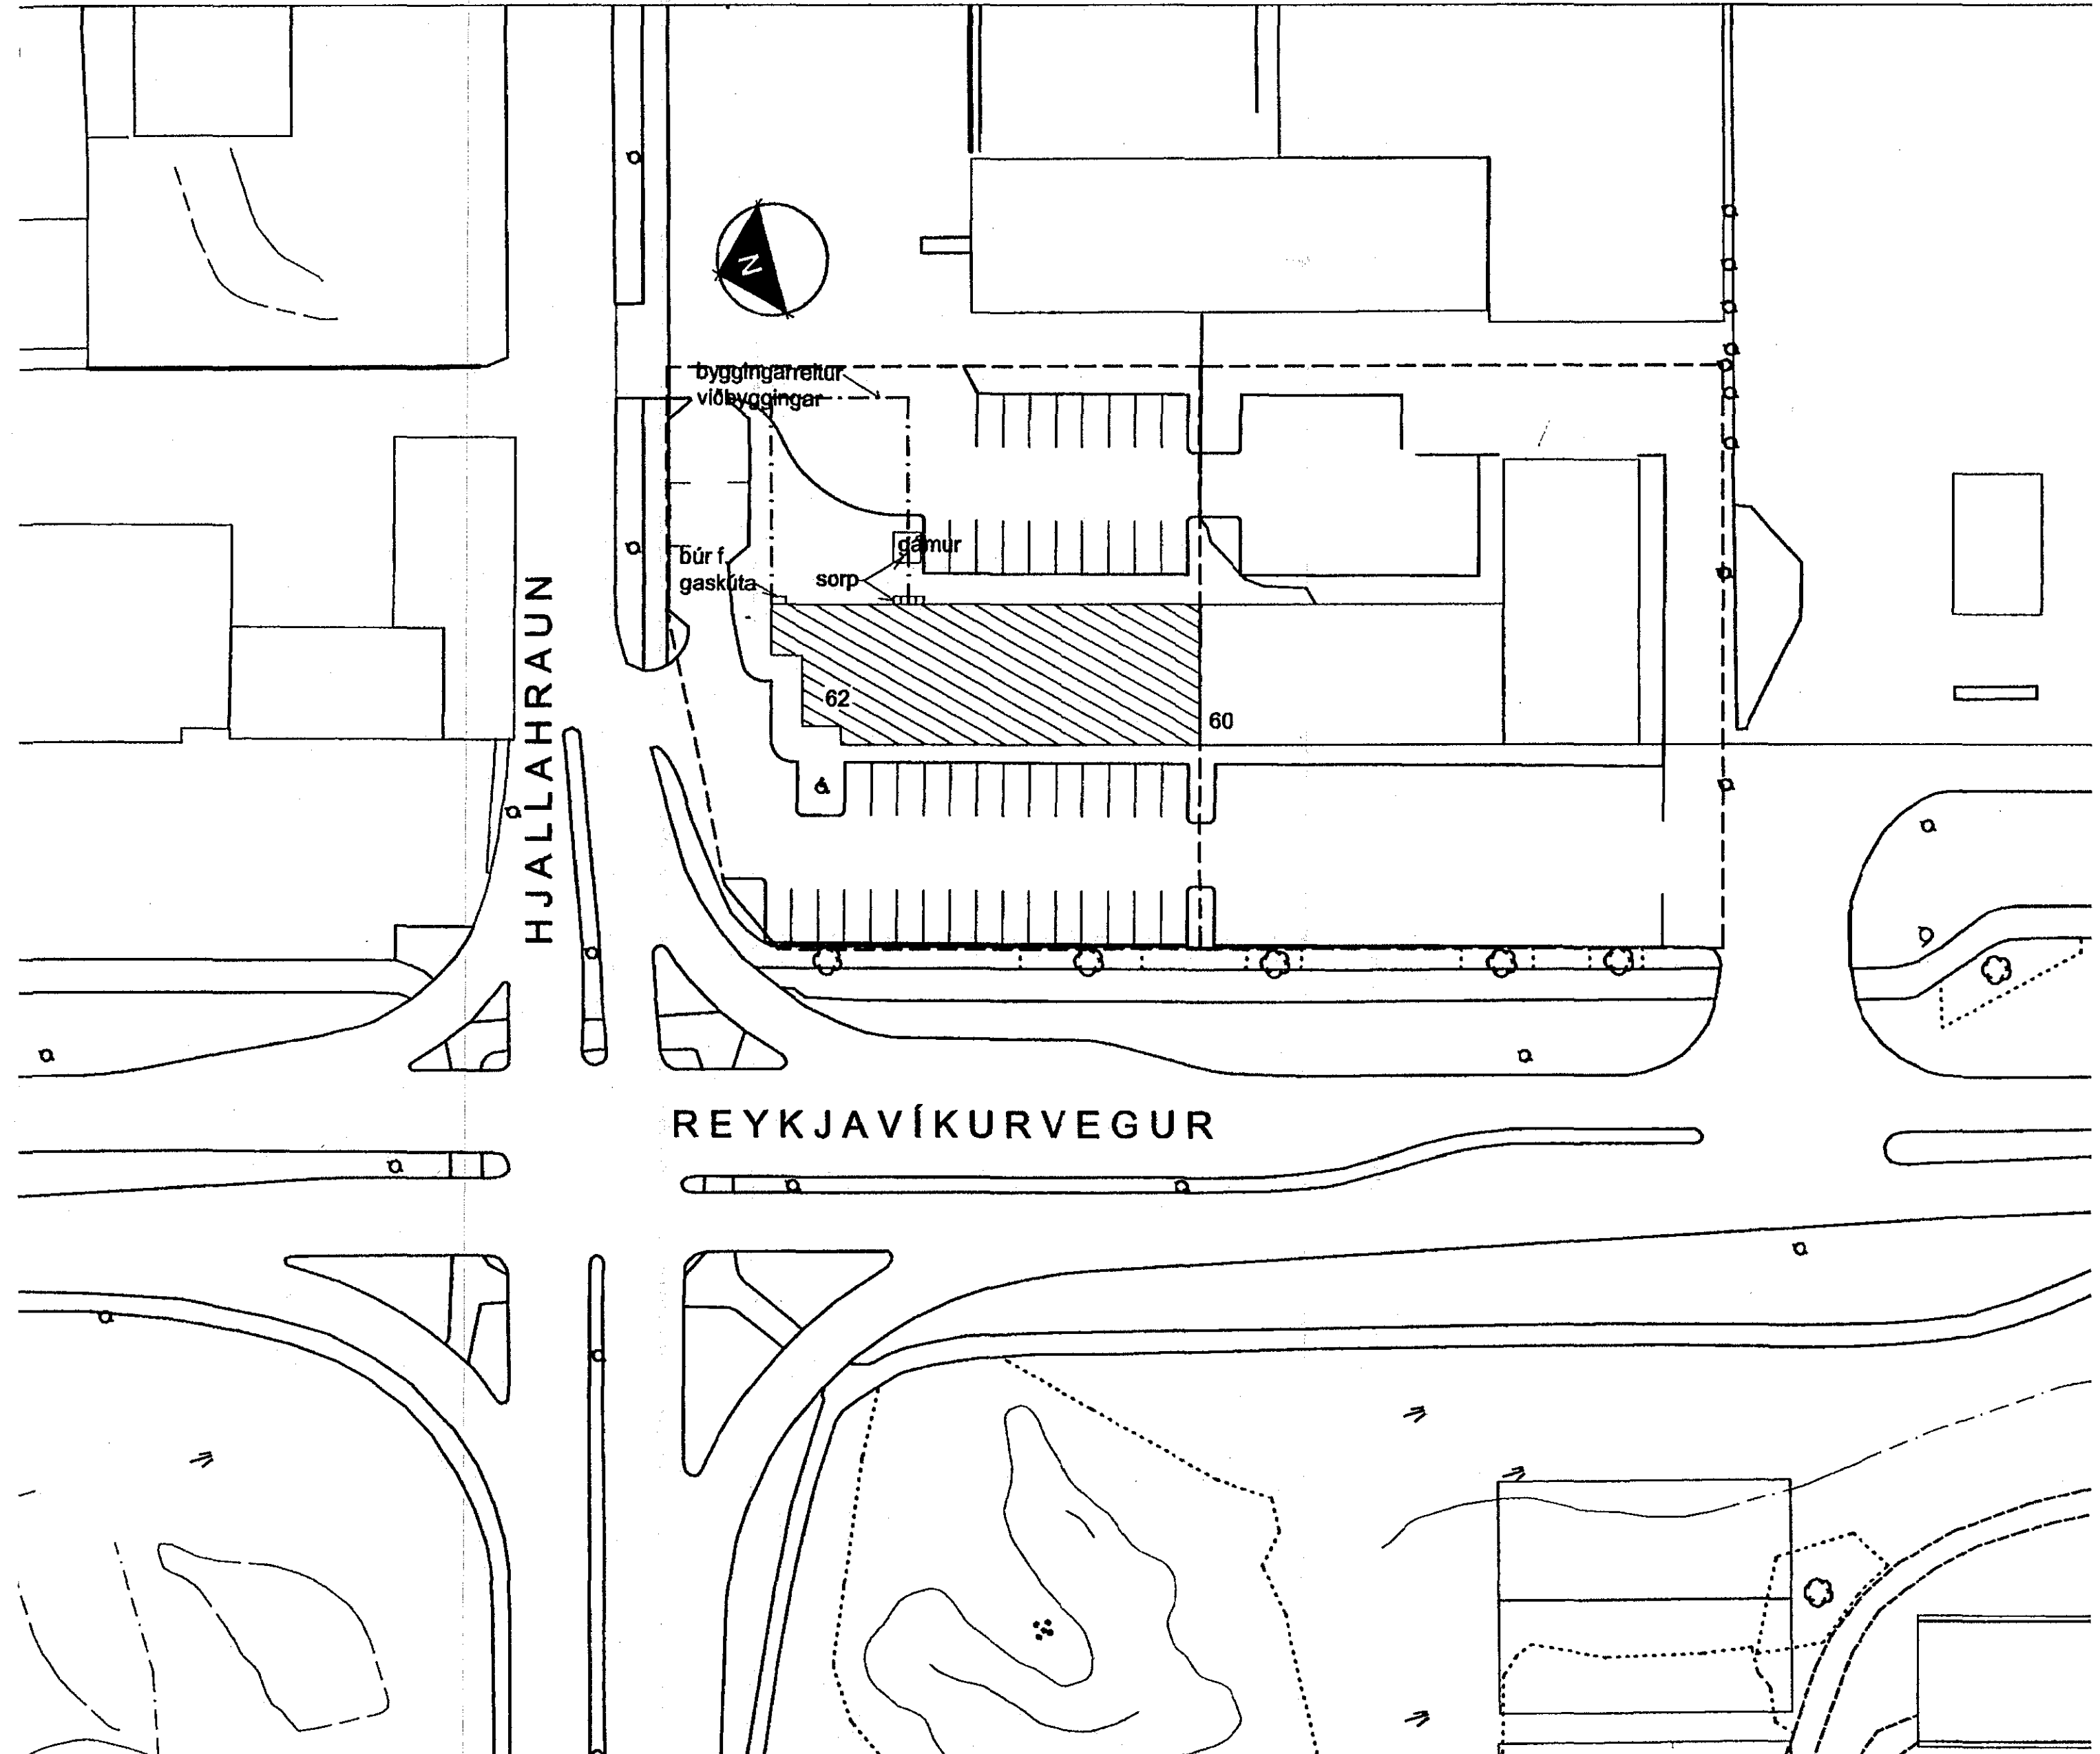 N
byggingarreitur
viðbyggingar
gámur
búr f.
gaskúta
sorp
62
60
HJALLAHRAUN
REYKJAVÍKURVEGUR